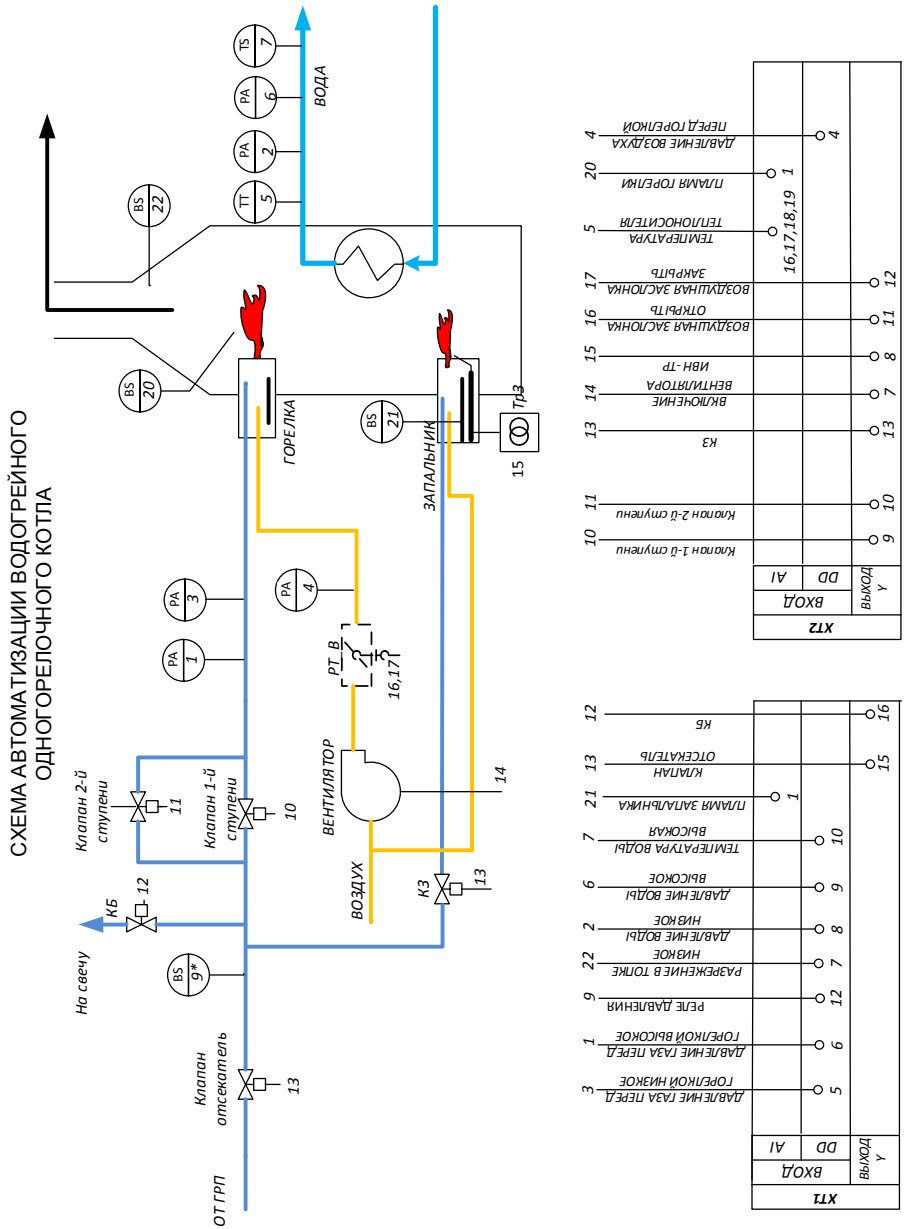 СХЕМА АВТОМАТИЗАЦИИ ВОДОГРЕЙНОГО
ОДНОГОРЕЛОЧНОГО КОТЛА
ОТ ГРП
Клапан
отсекатель
13
BS
9*
На свечу
КБ
12
Клапан 2-й
ступени
11
Клапан 1-й
ступени
10
PA
1
PA
3
BS
20
BS
22
ГОРЕЛКА
ВОЗДУХ
ВЕНТИЛЯТОР
14
РТ_В
16,17
PA
4
КЗ
13
ЗАПАЛЬНИК
BS
21
15
ТрЗ
TT
5
PA
2
PA
6
TS
7
ВОДА
XT1
ВХОД
AI
DD
ВЫХОД
Y
3
ДАВЛЕНИЕ ГАЗА ПЕРЕД
ГОРЕЛКОЙ НИЗКОЕ
5
1
ДАВЛЕНИЕ ГАЗА ПЕРЕД
ГОРЕЛКОЙ ВЫСОКОЕ
6
9
РЕЛЕ ДАВЛЕНИЯ
12
22
РАЗРЕЖЕНИЕ В ТОПКЕ
НИЗКОЕ
7
2
ДАВЛЕНИЕ ВОДЫ
НИЗКОЕ
8
6
ДАВЛЕНИЕ ВОДЫ
ВЫСОКОЕ
9
7
ТЕМПЕРАТУРА ВОДЫ
ВЫСОКАЯ
10
21
ПЛАМЯ ЗАПАЛЬНИКА
1
13
КЛАПАН
ОТСЕКАТЕЛЬ
15
12
КБ
16
XT2
ВХОД
AI
DD
ВЫХОД
Y
10
Клапан 1-й ступени
9
11
Клапан 2-й ступени
10
13
КЗ
13
14
ВКЛЮЧЕНИЕ
ВЕНТИЛЯТОРА
7
15
ИВН-ТР
8
16
ВОЗДУШНАЯ ЗАСЛОНКА
ОТКРЫТЬ
11
17
ВОЗДУШНАЯ ЗАСЛОНКА
ЗАКРЫТЬ
12
5
ТЕМПЕРАТУРА
ТЕПЛОНОСИТЕЛЯ
16,17,18,19
20
ПЛАМЯ ГОРЕЛКИ
1
4
ДАВЛЕНИЕ ВОЗДУХА
ПЕРЕД ГОРЕЛКОЙ
4